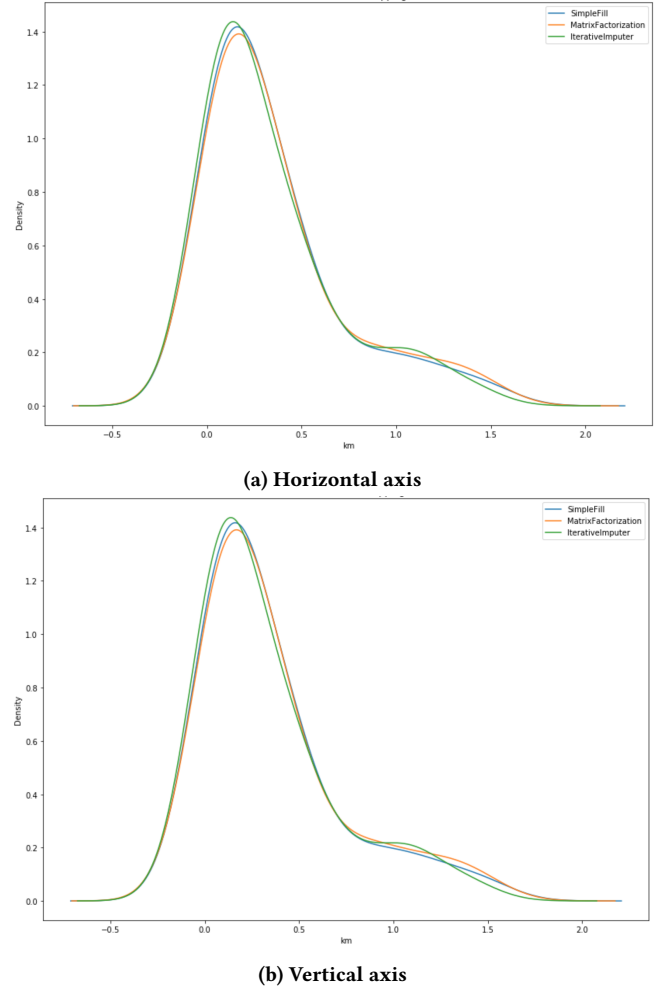 SimpleFill
MatrixFactorization
IterativeImputer
1.4
1.2
1.0
0.8
0.6
0.4
0.2
0.0
Density
−0.5 0.0 0.5 1.0 1.5 2.0
km
(a) Horizontal axis
SimpleFill
MatrixFactorization
IterativeImputer
1.4
1.2
1.0
0.8
0.6
0.4
0.2
0.0
Density
−0.5 0.0 0.5 1.0 1.5 2.0
km
(b) Vertical axis